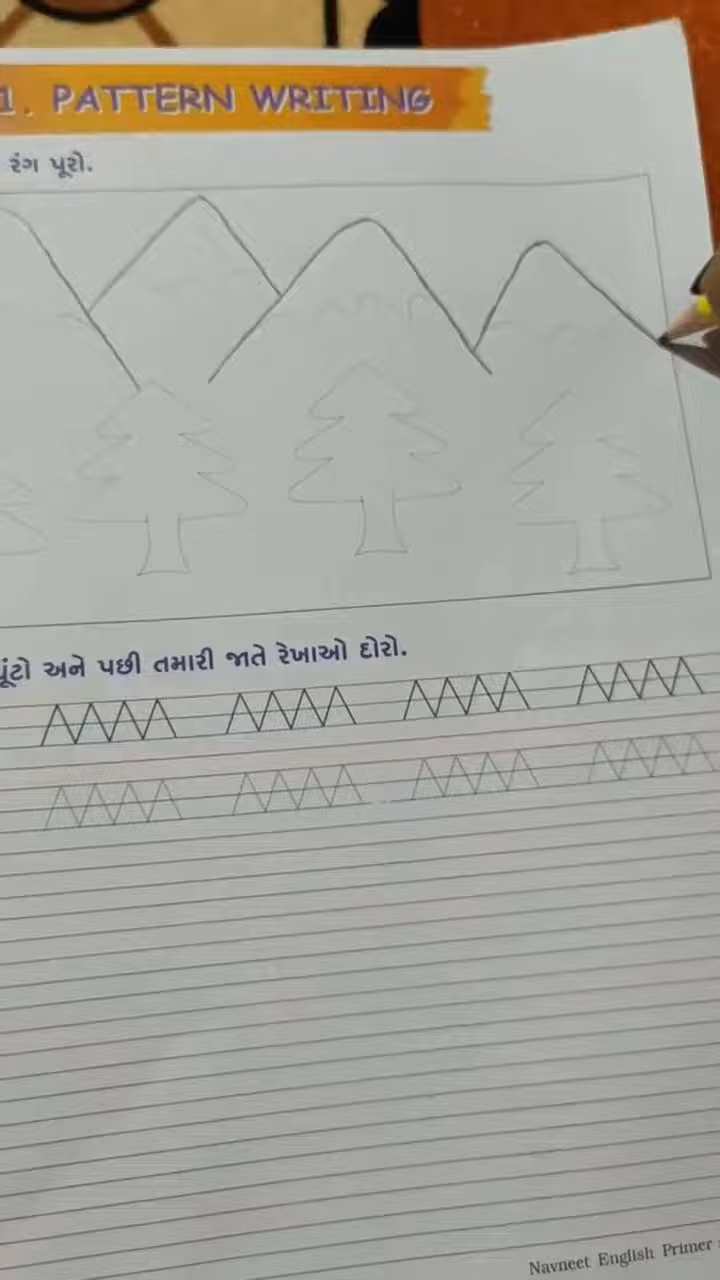 1. PATTERN WRITING
રંગ પૂરો.
ઘૂંટો અને પછી તમારી જાતે રેખાઓ દોરો.
Navneet English Primer